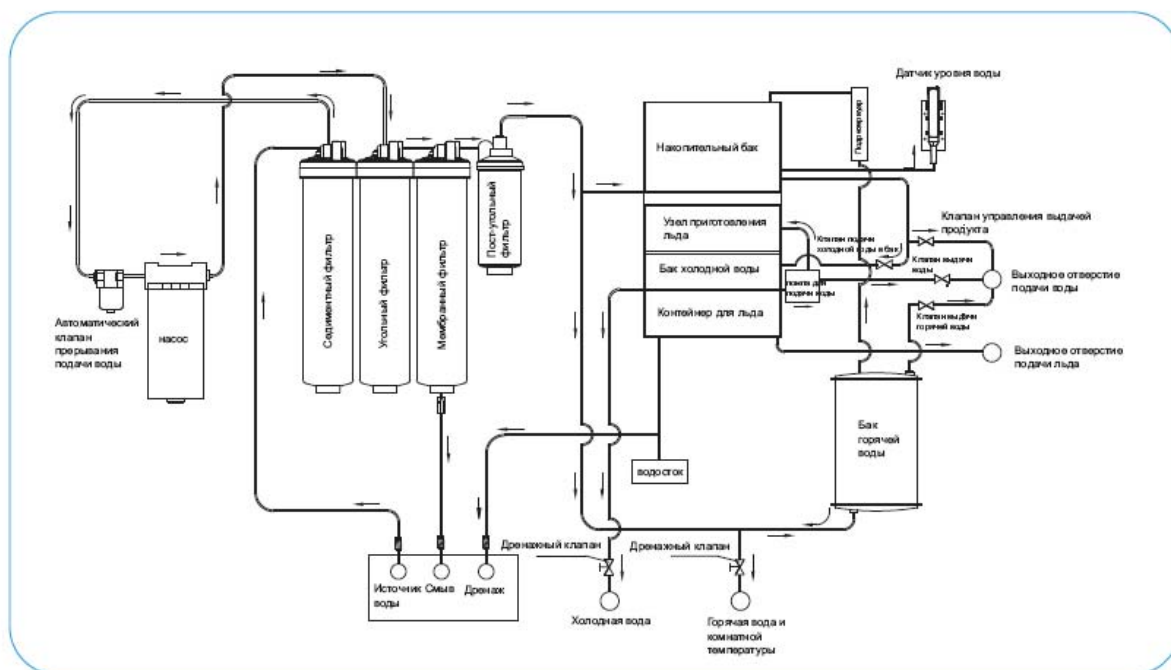 Датчик уровня воды
Подрезервуар
Накопительный бак
Седиментный фильтр
Угольный фильтр
Мембранный фильтр
Пост-угольный
фильтр
Узел приготовления
льда
Клапан подачи
холодной воды в бак
Клапан управления выдачей
продукта
Бак холодной воды
помпа для
подачи воды
Клапан выдачи
воды
Выходное отверстие
подачи воды
Контейнер для льда
Клапан выдачи
горячей воды
Автоматический
клапан
прерывания
подачи воды
насос
Выходное отверстие
подачи льда
Бак
горячей
воды
водосток
Дренажный клапан
Дренажный клапан
Источник
воды
Смыв
Дренаж
Холодная вода
Горячая вода и
комнатной
температуры